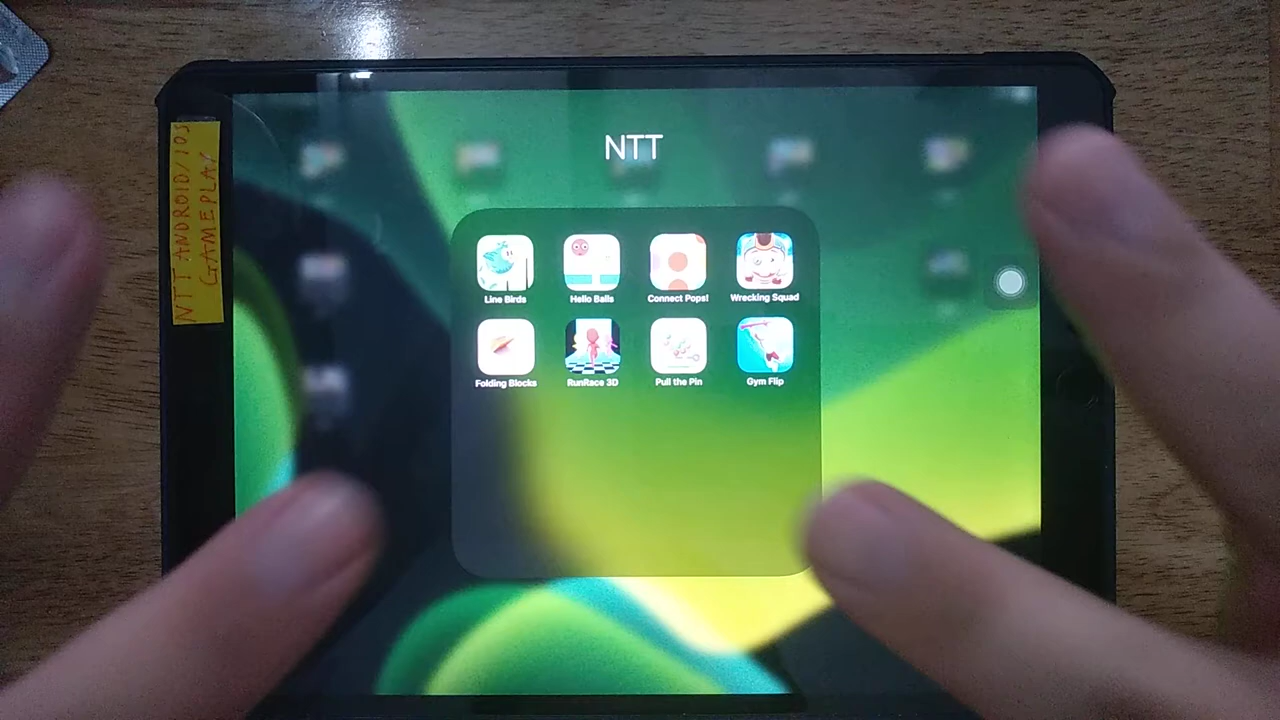 NTT ANDROID/IOS
GAMEPLAY
NTT
Line Birds
Hello Balls
Connect Pops!
Wrecking Squad
Folding Blocks
RunRace 3D
Pull the Pin
Gym Flip